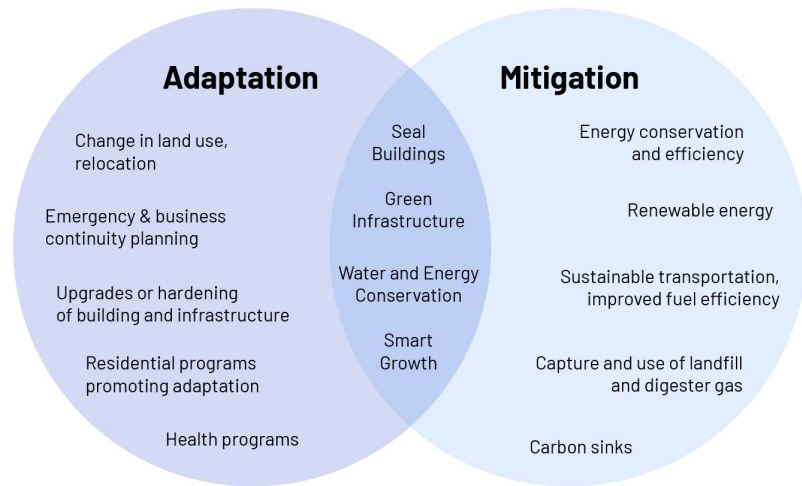 Adaptation
Change in land use,
relocation
Emergency & business
continuity planning
Upgrades or hardening
of building and infrastructure
Residential programs
promoting adaptation
Health programs
Seal
Buildings
Green
Infrastructure
Water and Energy
Conservation
Smart
Growth
Mitigation
Energy conservation
and efficiency
Renewable energy
Sustainable transportation,
improved fuel efficiency
Capture and use of landfill
and digester gas
Carbon sinks